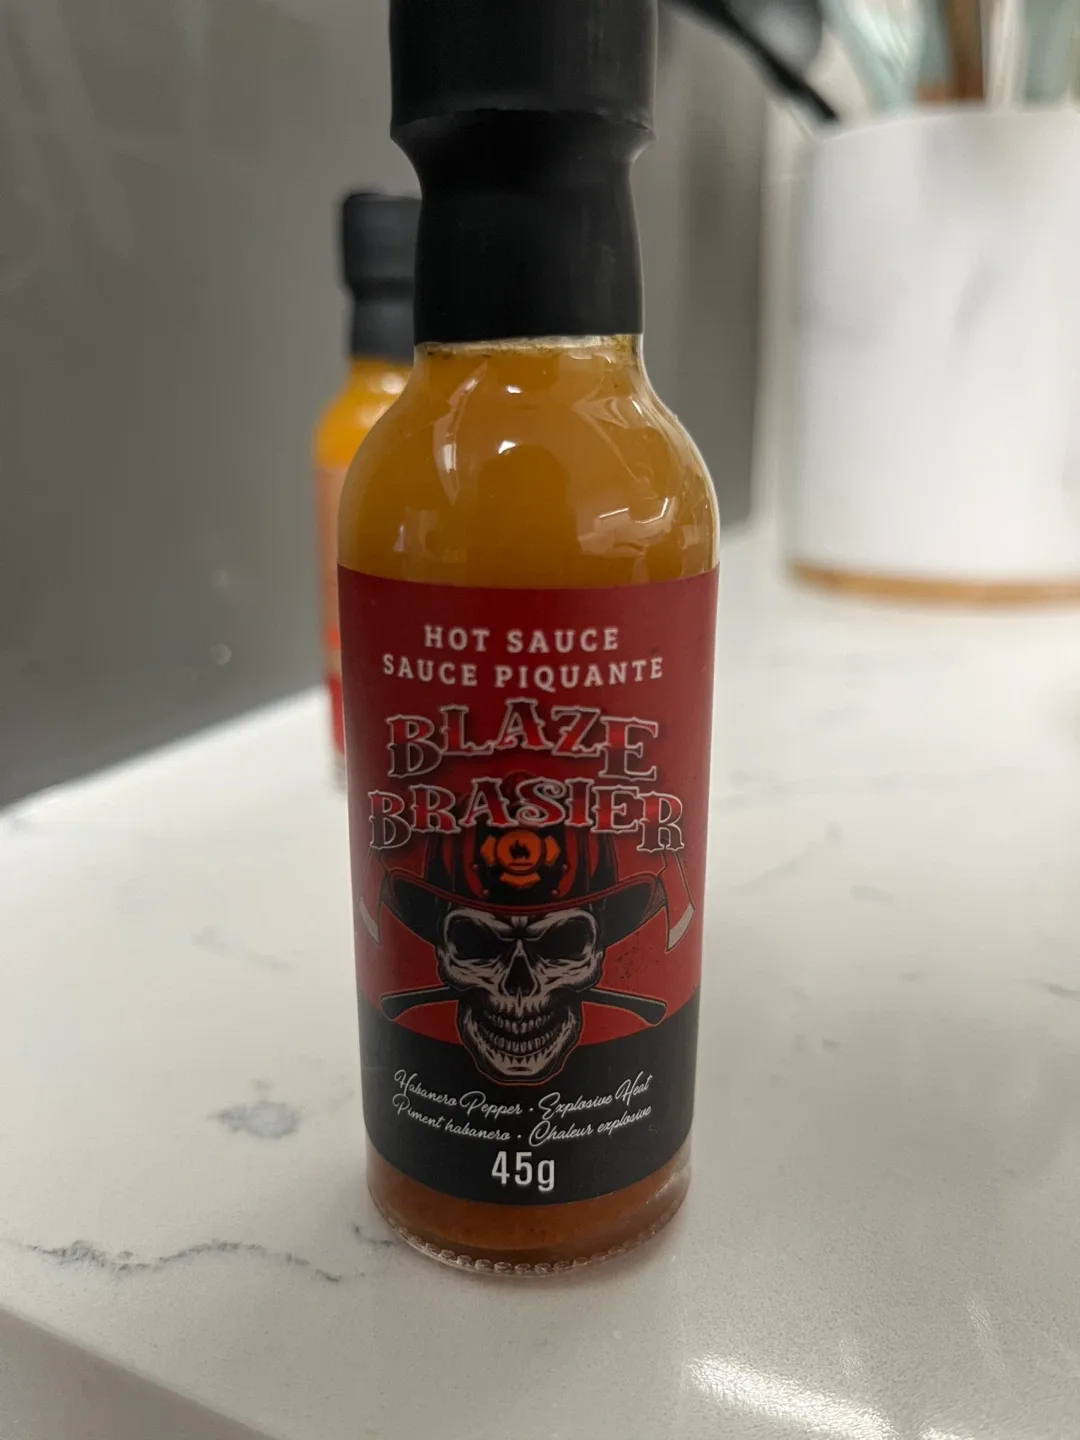 HOT SAUCE
SAUCE PIQUANTE
BLAZE
BRASIER
Habanero Pepper · Explosive Heat
Piment habanero · Chaleur explosive
45g